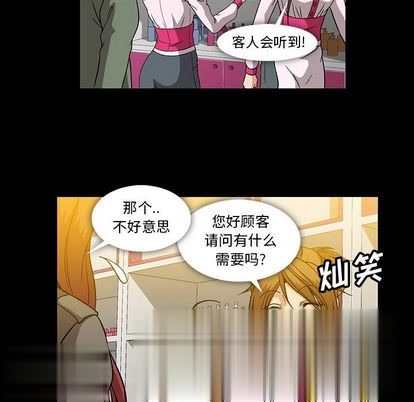 客人会听到!
那个..
不好意思
您好顾客
请问有什么
需要吗?
灿笑